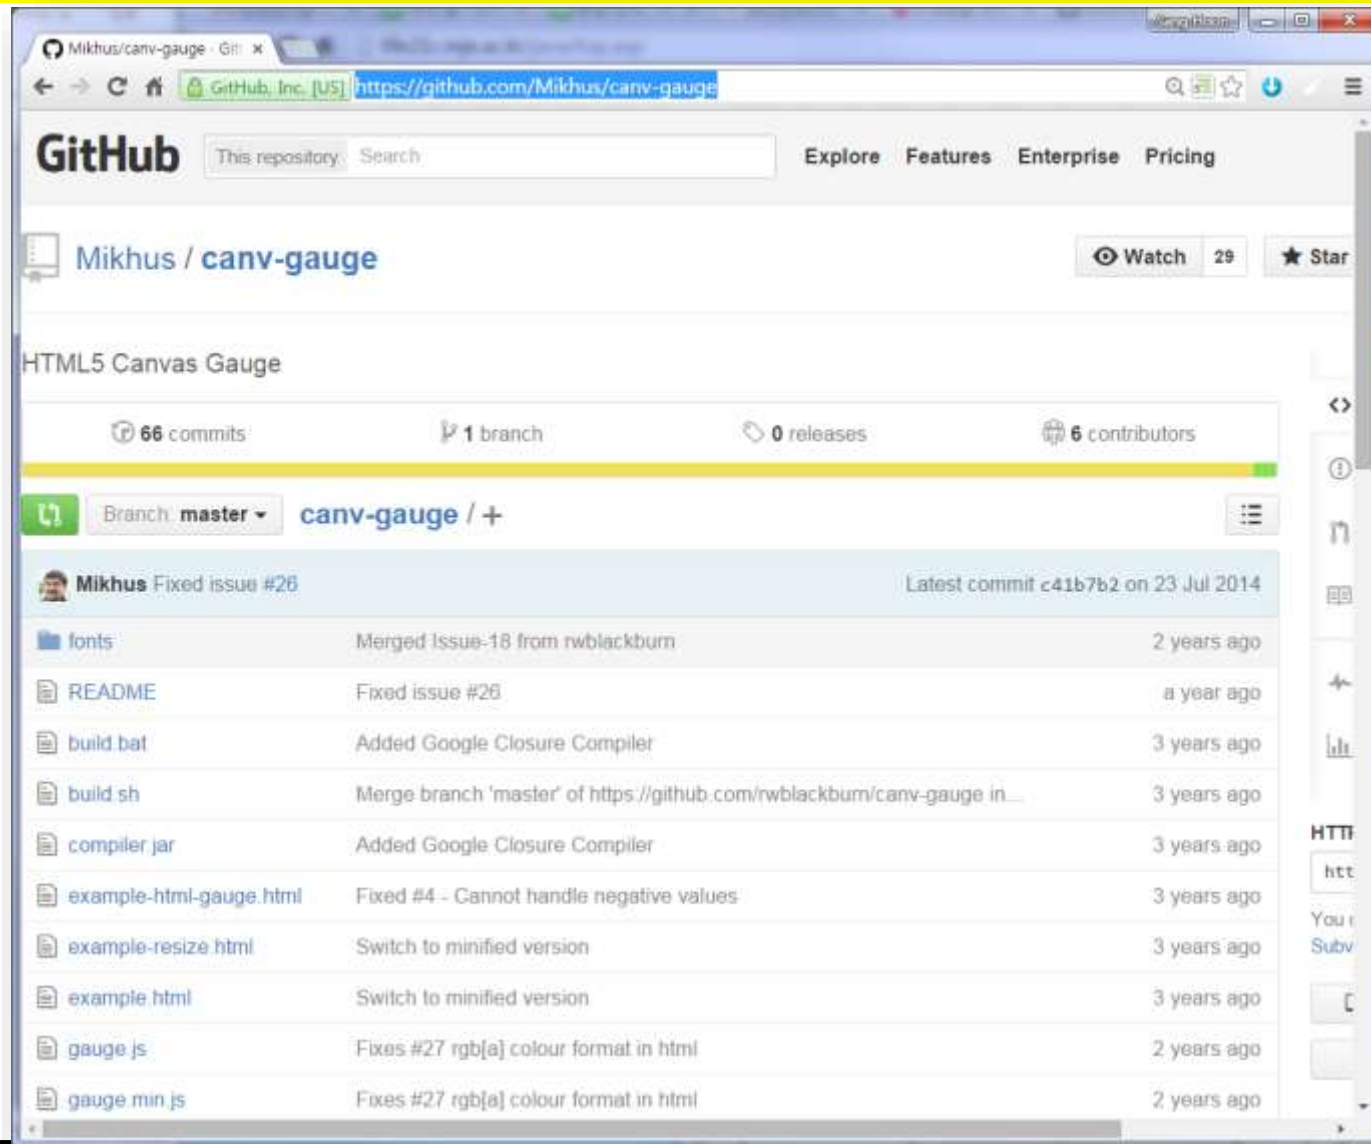 Mikhus/canv-gauge · Git
GitHub, Inc. [US] https://github.com/Mikhus/canv-gauge
GitHub This repository Search Explore Features Enterprise Pricing
Mikhus / canv-gauge Watch 29 Star
HTML5 Canvas Gauge
66 commits 1 branch 0 releases 6 contributors
Branch: master canv-gauge / +
Mikhus Fixed issue #26 Latest commit c41b7b2 on 23 Jul 2014
fonts Merged Issue-18 from rwblackburn 2 years ago
README Fixed issue #26 a year ago
build.bat Added Google Closure Compiler 3 years ago
build.sh Merge branch 'master' of https://github.com/rwblackburn/canv-gauge in... 3 years ago
compiler.jar Added Google Closure Compiler 3 years ago
HTTP
example-html-gauge.html Fixed #4 - Cannot handle negative values 3 years ago
htt
You
example-resize.html Switch to minified version 3 years ago
Subv
example.html Switch to minified version 3 years ago
gauge.js Fixes #27 rgb[a] colour format in html 2 years ago
gauge.min.js Fixes #27 rgb[a] colour format in html 2 years ago